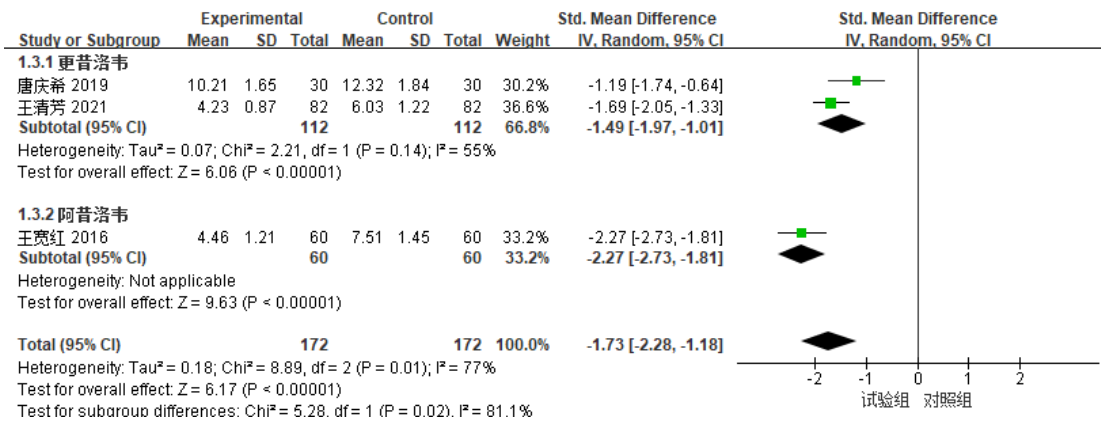 Experimental Control Std. Mean Difference Std. Mean Difference
Study or Subgroup Mean SD Total Mean SD Total Weight IV, Random, 95% CI IV, Random, 95% CI
1.3.1 更昔洛韦
唐庆希 2019 10.21 1.65 30 12.32 1.84 30 30.2% -1.19 [-1.74, -0.64]
王清芳 2021 4.23 0.87 82 6.03 1.22 82 36.6% -1.69 [-2.05, -1.33]
Subtotal (95% CI) 112 112 66.8% -1.49 [-1.97, -1.01]
Heterogeneity: Tau² = 0.07; Chi² = 2.21, df = 1 (P = 0.14); I² = 55%
Test for overall effect: Z = 6.06 (P < 0.00001)
1.3.2 阿昔洛韦
王宽红 2016 4.46 1.21 60 7.51 1.45 60 33.2% -2.27 [-2.73, -1.81]
Subtotal (95% CI) 60 60 33.2% -2.27 [-2.73, -1.81]
Heterogeneity: Not applicable
Test for overall effect: Z = 9.63 (P < 0.00001)
Total (95% CI) 172 172 100.0% -1.73 [-2.28, -1.18]
Heterogeneity: Tau² = 0.18; Chi² = 8.89, df = 2 (P = 0.01); I² = 77%
Test for overall effect: Z = 6.17 (P < 0.00001)
Test for subgroup differences: Chi² = 5.28, df = 1 (P = 0.02), I² = 81.1%
-2 -1 0 1 2
试验组 对照组